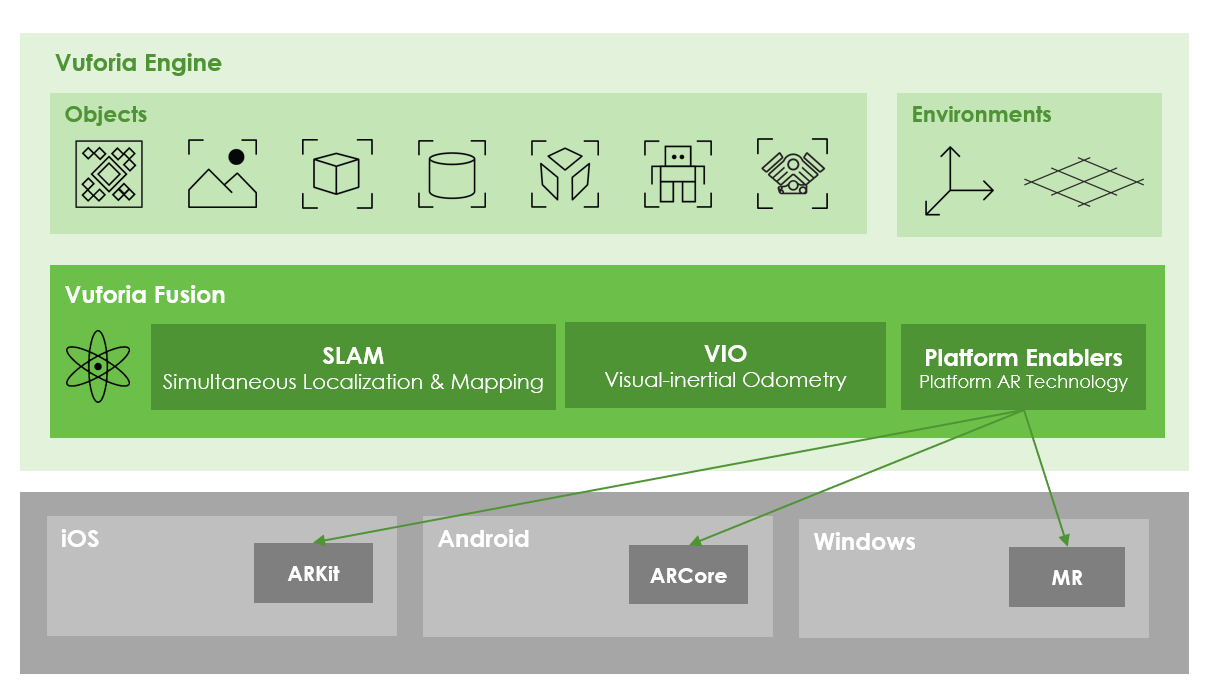 Vuforia Engine
Objects
Environments
Vuforia Fusion
SLAM
Simultaneous Localization & Mapping
VIO
Visual-inertial Odometry
Platform Enablers
Platform AR Technology
iOS
ARKit
Android
ARCore
Windows
MR